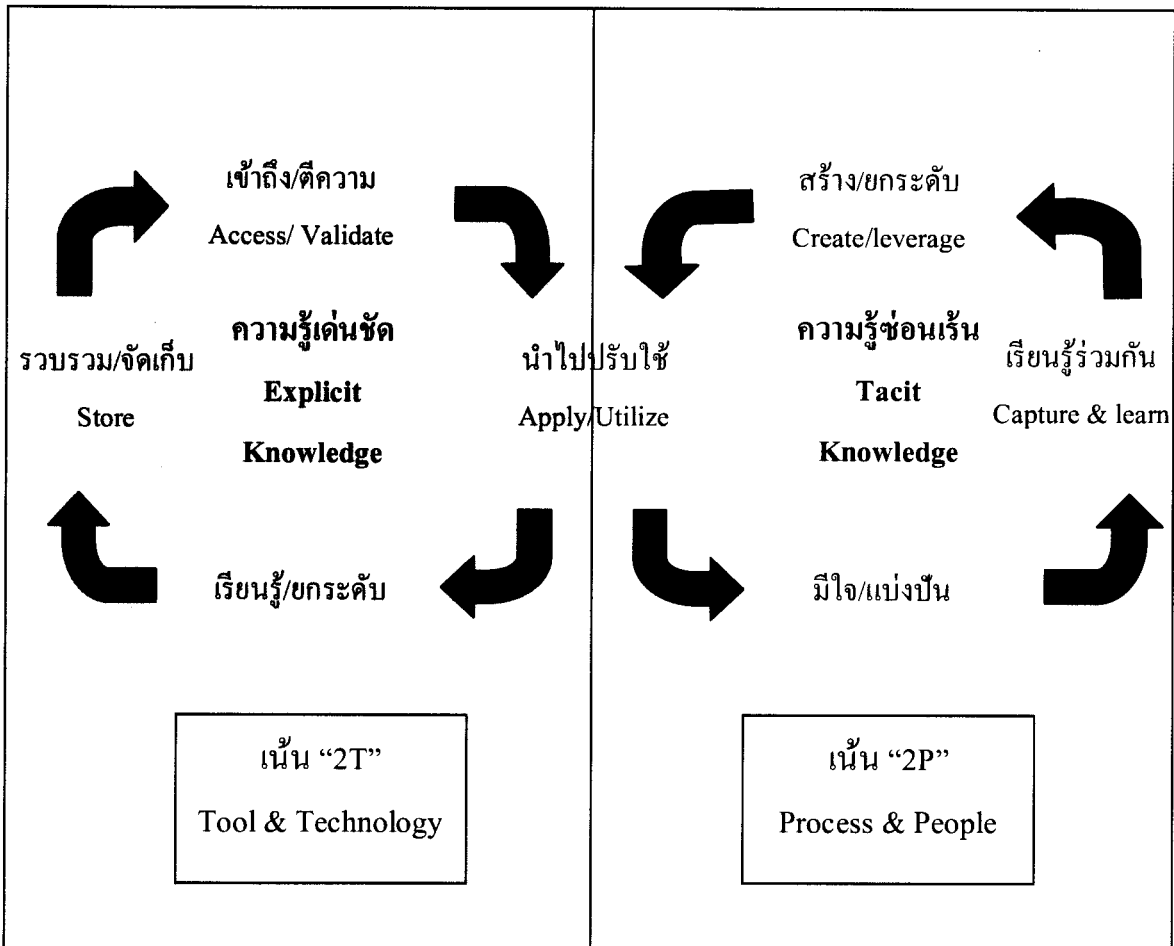 เข้าถึง/ตีความ
Access/ Validate
ความรู้เด่นชัด
Explicit
Knowledge
รวบรวม/จัดเก็บ
Store
นำไปปรับใช้
Apply/Utilize
เรียนรู้/ยกระดับ
เน้น “2T”
Tool & Technology
สร้าง/ยกระดับ
Create/leverage
ความรู้ซ่อนเร้น
Tacit
Knowledge
เรียนรู้ร่วมกัน
Capture & learn
มีใจ/แบ่งปัน
เน้น “2P”
Process & People